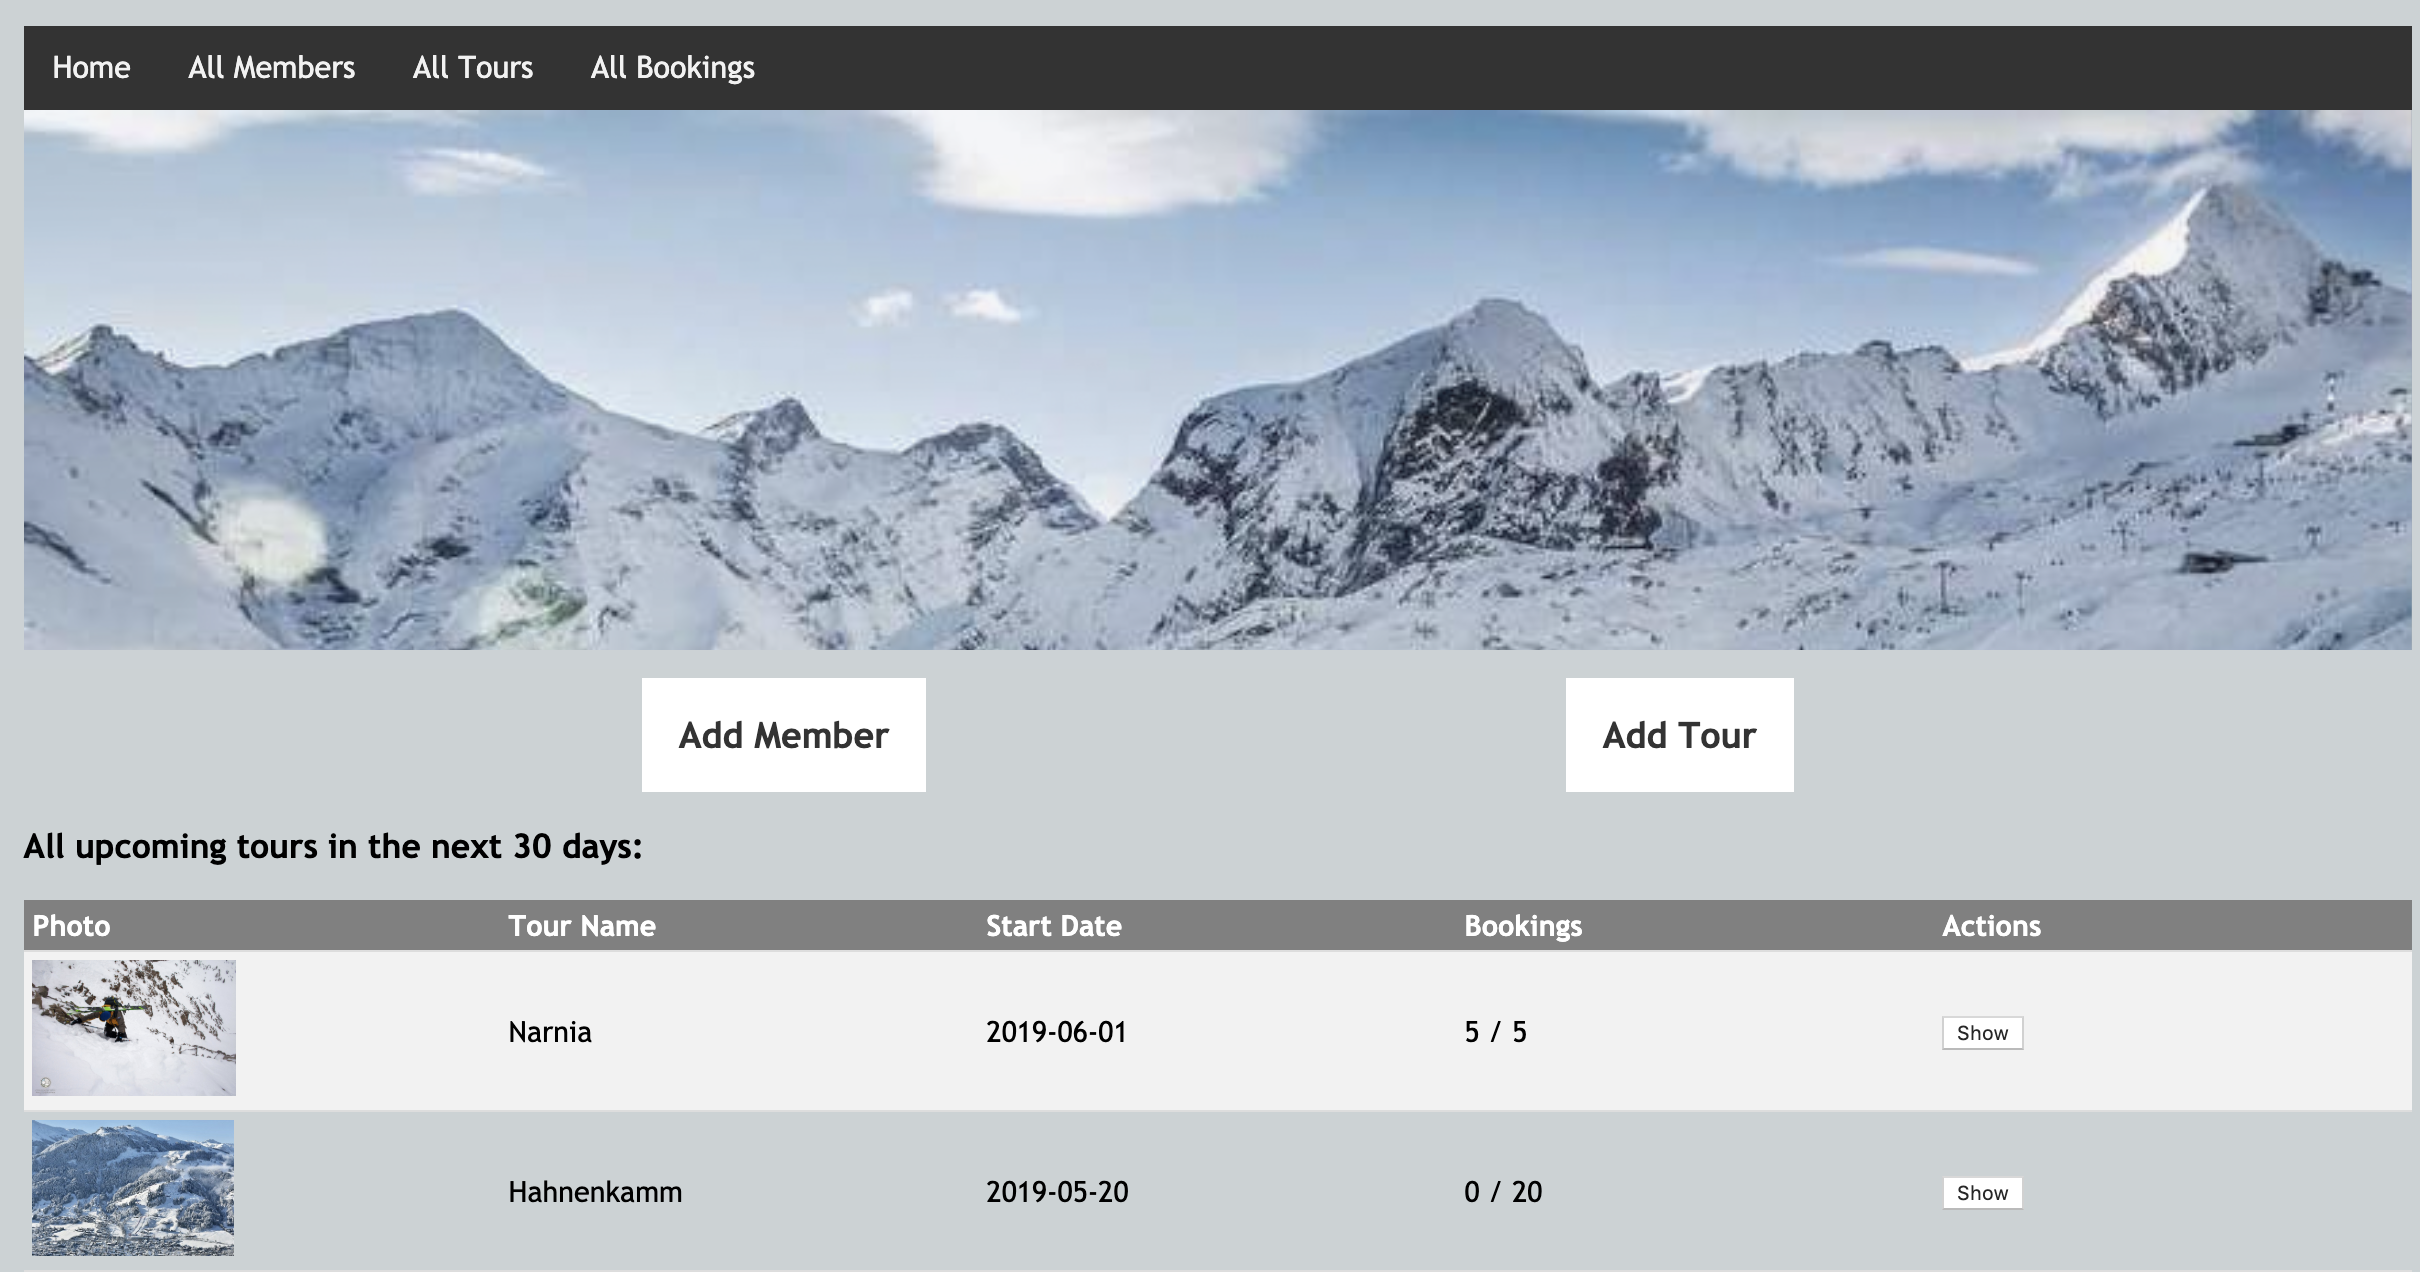 Home All Members All Tours All Bookings
Add Member Add Tour
All upcoming tours in the next 30 days:
Photo Tour Name Start Date Bookings Actions
Narnia 2019-06-01 5 / 5 Show
Hahnenkamm 2019-05-20 0 / 20 Show